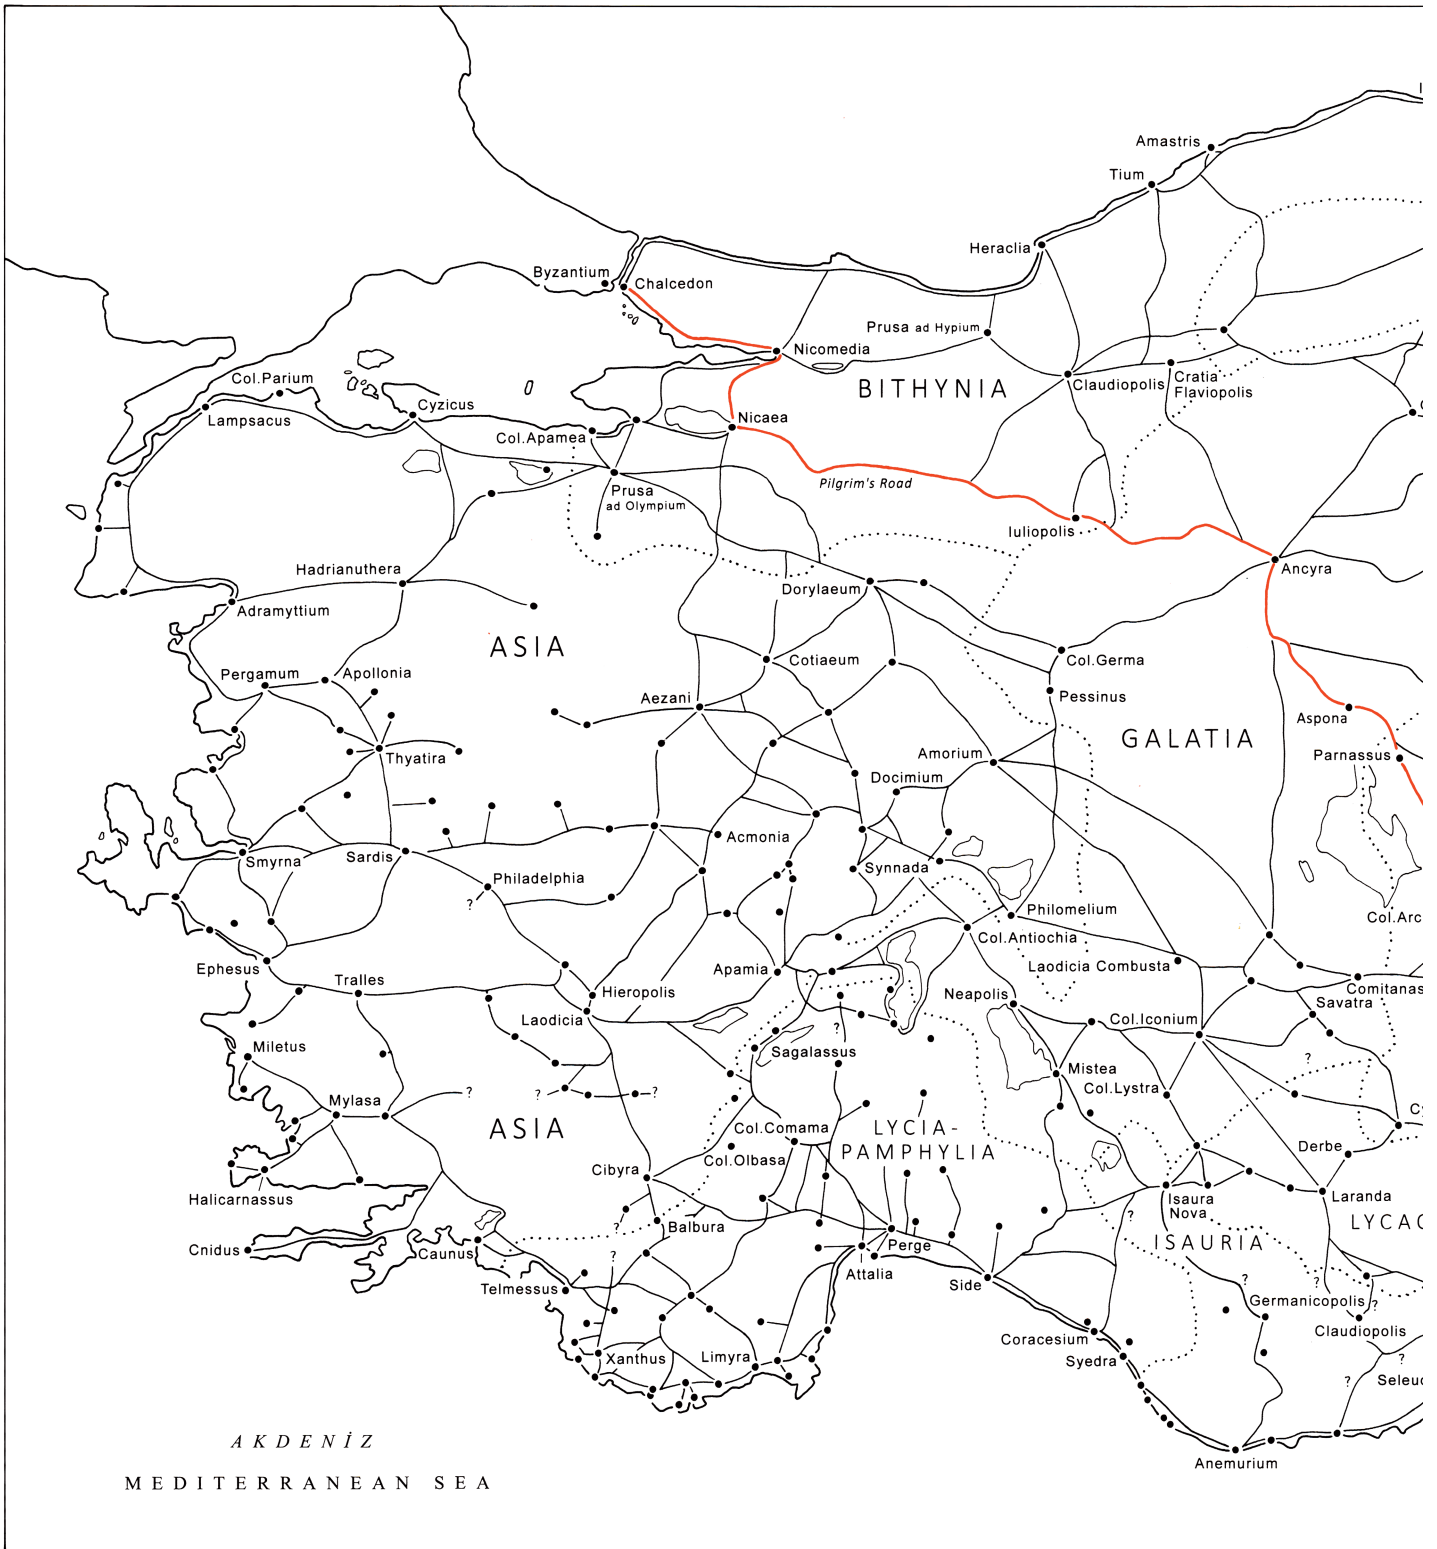 Amastris
Tium
Heraclia
Byzantium
Chalcedon
Prusa ad Hypium
Nicomedia
BITHYNIA
Claudiopolis
Cratia
Flaviopolis
Col.Parium
Lampsacus
Cyzicus
Col.Apamea
Nicaea
Pilgrim's Road
Prusa
ad Olympium
Iuliopolis
Ancyra
Hadrianuthera
Adramyttium
Dorylaeum
ASIA
Cotiaeum
Col.Germa
Pergamum
Apollonia
Aezani
Pessinus
Aspona
GALATIA
Thyatira
Amorium
Parnassus
Docimium
Acmonia
Smyrna
Sardis
Synnada
Philadelphia
?
Philomelium
Col.Arc
Col.Antiochia
Ephesus
Tralles
Apamia
Laodicia Combusta
Hieropolis
Neapolis
Comitanas
Savatra
Laodicia
Col.Iconium
?
Miletus
Sagalassus
?
Mistea
Col.Lystra
?
?
?
Mylasa
ASIA
Col.Comama
LYCIA-
PAMPHYLIA
Col.Olbasa
Derbe
Cibyra
Halicarnassus
Isaura
Nova
Laranda
?
Balbura
?
LYCAO
Cnidus
Caunus
?
Perge
ISAURIA
Attalia
Telmessus
Side
?
?
Germanicopolis
?
Coracesium
Claudiopolis
Syedra
Xanthus
Limyra
?
?
Seleuc
AKDENİZ
MEDITERRANEAN SEA
Anemurium